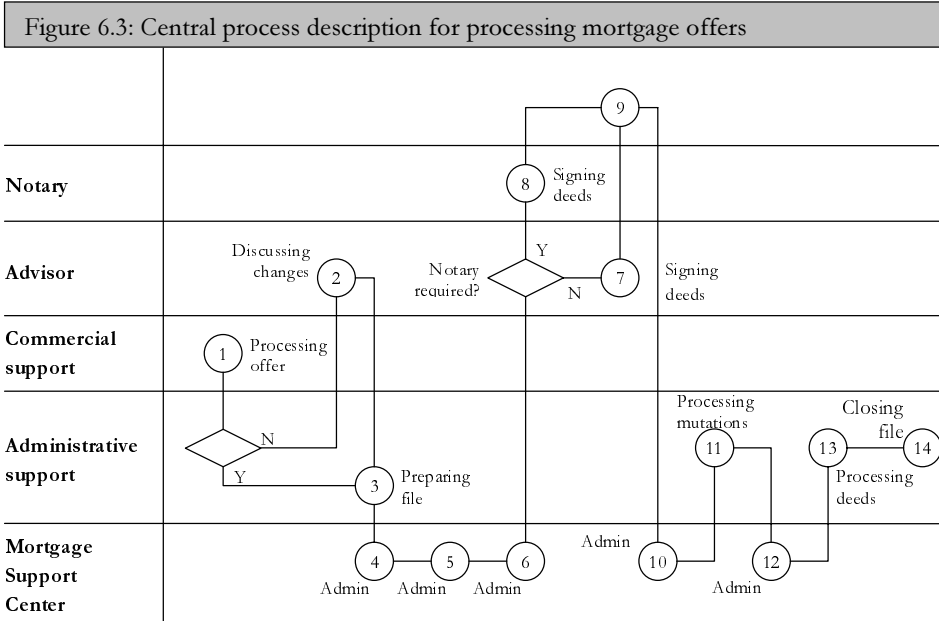 Figure 6.3: Central process description for processing mortgage offers
9
Notary
8
Signing
deeds
Advisor
Discussing
changes
2
Notary
required?
Y
N
7
Signing
deeds
Commercial
support
1
Processing
offer
Administrative
support
N
Y
3
Preparing
file
Processing
mutations
11
Closing
file
13
14
Processing
deeds
Mortgage
Support
Center
4
5
6
Admin
Admin
Admin
Admin
10
12
Admin